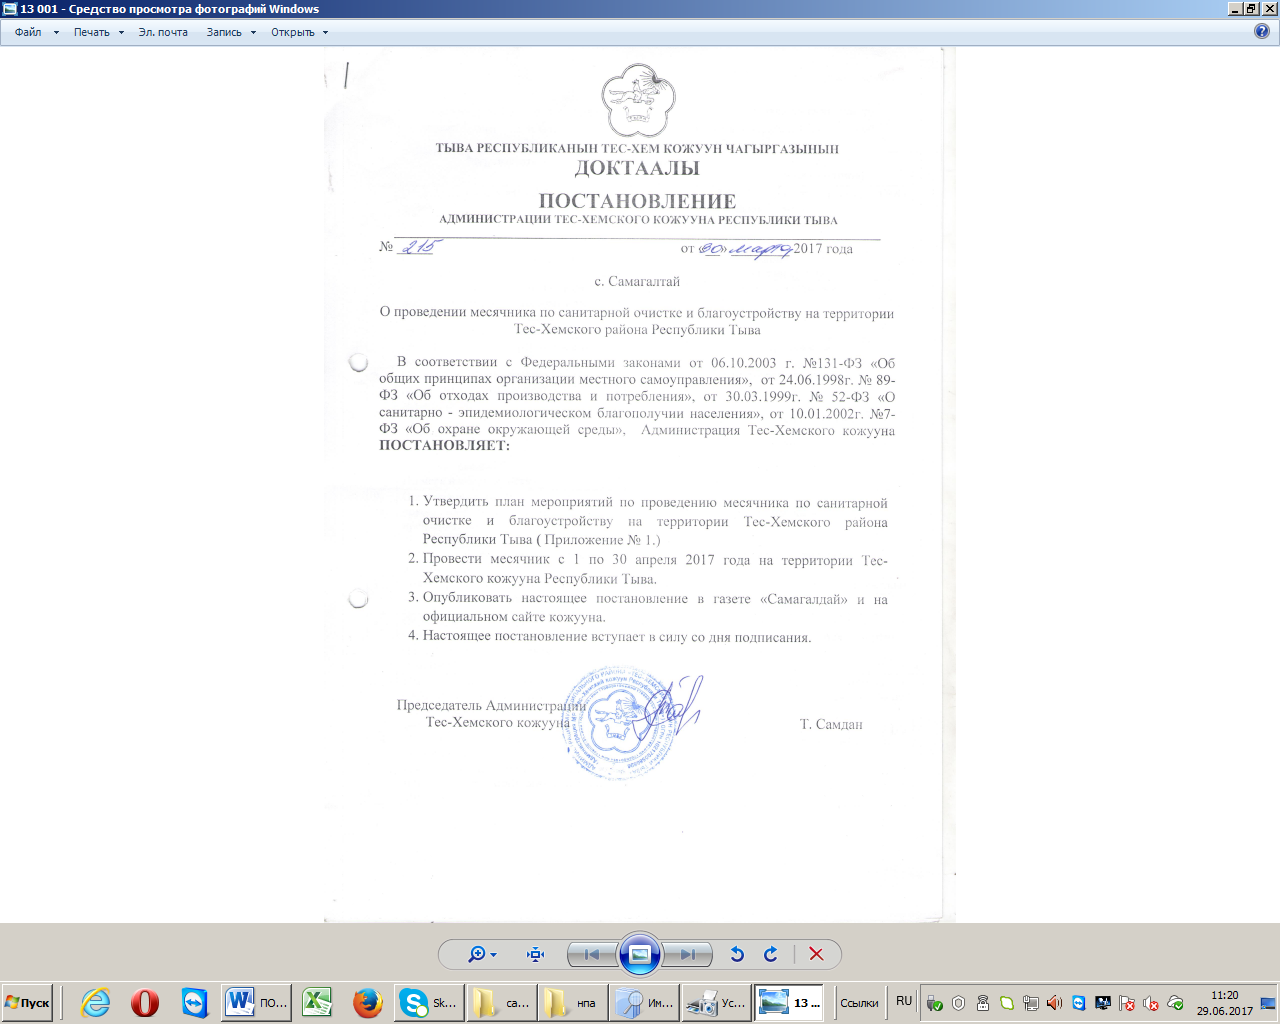 13 001 - Средство просмотра фотографий Windows
Файл Печать Эл. почта Запись Открыть
ТЫВА РЕСПУБЛИКАНЫН ТЕС-ХЕМ КОЖУУН ЧАГЫРГАЗЫНЫН
ДОКТААЛЫ
ПОСТАНОВЛЕНИЕ
АДМИНИСТРАЦИИ ТЕС-ХЕМСКОГО КОЖУУНА РЕСПУБЛИКИ ТЫВА
№ 215 от «30» марта 2017 года
с. Самагалтай
О проведении месячника по санитарной очистке и благоустройству на территории
Тес-Хемского района Республики Тыва
В соответствии с Федеральными законами от 06.10.2003 г. №131-ФЗ «Об
общих принципах организации местного самоуправления», от 24.06.1998г. № 89-
ФЗ «Об отходах производства и потребления», от 30.03.1999г. № 52-ФЗ «О
санитарно - эпидемиологическом благополучии населения», от 10.01.2002г. №7-
ФЗ «Об охране окружающей среды», Администрация Тес-Хемского кожууна
ПОСТАНОВЛЯЕТ:
1. Утвердить план мероприятий по проведению месячника по санитарной
очистке и благоустройству на территории Тес-Хемского района
Республики Тыва ( Приложение № 1.)
2. Провести месячник с 1 по 30 апреля 2017 года на территории Тес-
Хемского кожууна Республики Тыва.
3. Опубликовать настоящее постановление в газете «Самагалдай» и на
официальном сайте кожууна.
4. Настоящее постановление вступает в силу со дня подписания.
Председатель Администрации
Тес-Хемского кожууна Т. Самдан
Пуск ПО... Sk... са... нпа Им... Ус... 13 ... Ссылки RU 11:20
29.06.2017